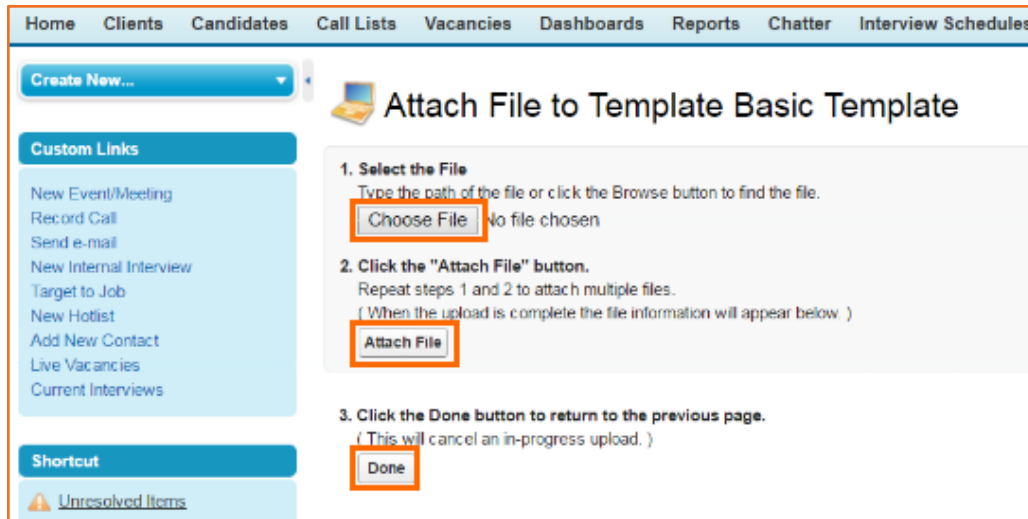 Home Clients Candidates Call Lists Vacancies Dashboards Reports Chatter Interview Schedules
Create New...
Custom Links
New Event/Meeting
Record Call
Send e-mail
New Internal Interview
Target to Job
New Hotlist
Add New Contact
Live Vacancies
Current Interviews
Shortcut
Unresolved Items
Attach File to Template Basic Template
1. Select the File
Type the path of the file or click the Browse button to find the file.
Choose File No file chosen
2. Click the "Attach File" button.
Repeat steps 1 and 2 to attach multiple files.
( When the upload is complete the file information will appear below. )
Attach File
3. Click the Done button to return to the previous page.
( This will cancel an in-progress upload. )
Done